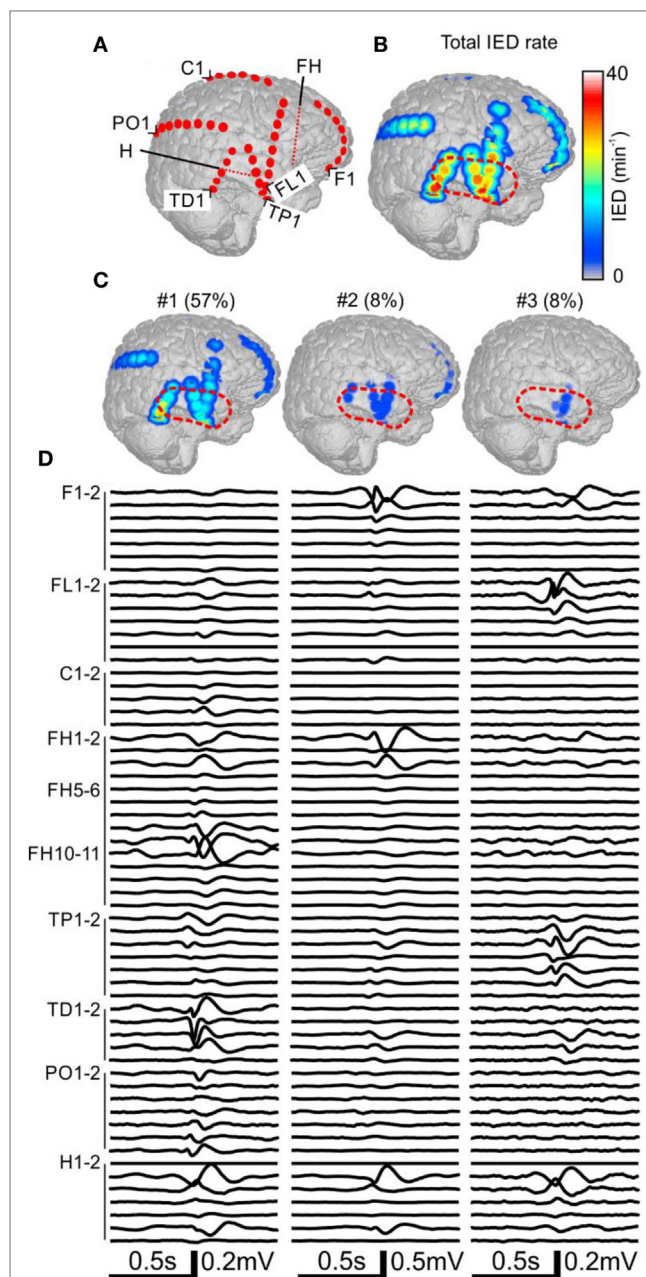 A
C1
FH
PO1
H
TD1
FL1
TP1
F1
B
Total IED rate
40
IED (min-1)
0
C
#1 (57%)
#2 (8%)
#3 (8%)
D
F1-2
FL1-2
C1-2
FH1-2
FH5-6
FH10-11
TP1-2
TD1-2
PO1-2
H1-2
0.5s 0.2mV
0.5s 0.5mV
0.5s 0.2mV